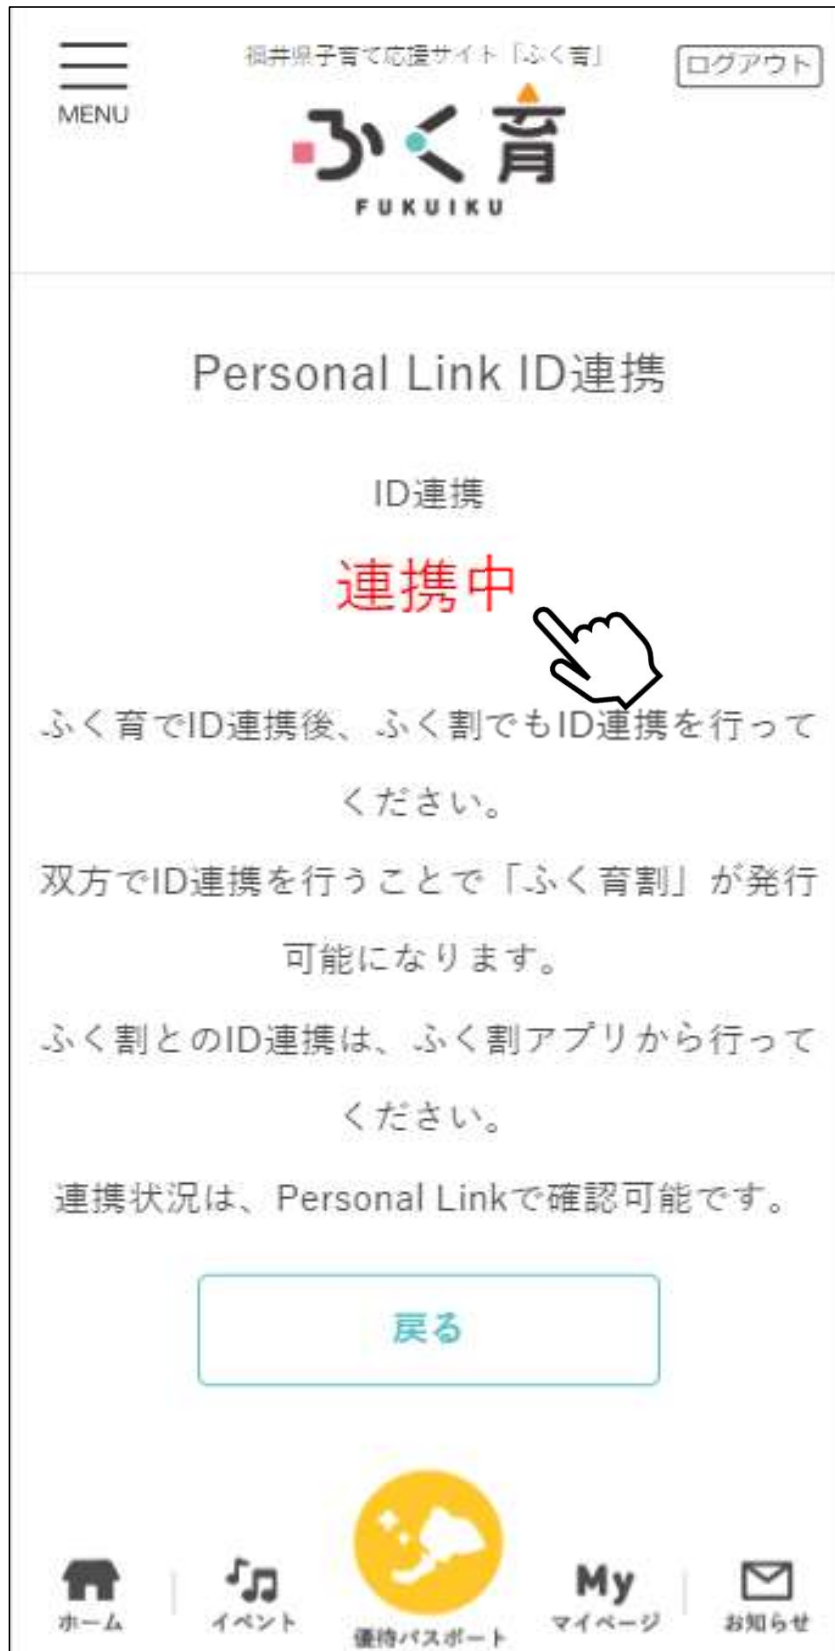 福井県子育て応援サイト「ふく育」
ログアウト
MENU
ふく育
FUKUIKU
Personal Link ID連携
ID連携
連携中
ふく育でID連携後、ふく割でもID連携を行って
ください。
双方でID連携を行うことで「ふく育割」が発行
可能になります。
ふく割とのID連携は、ふく割アプリから行って
ください。
連携状況は、Personal Linkで確認可能です。
戻る
ホーム
イベント
優待パスポート
My
マイページ
お知らせ